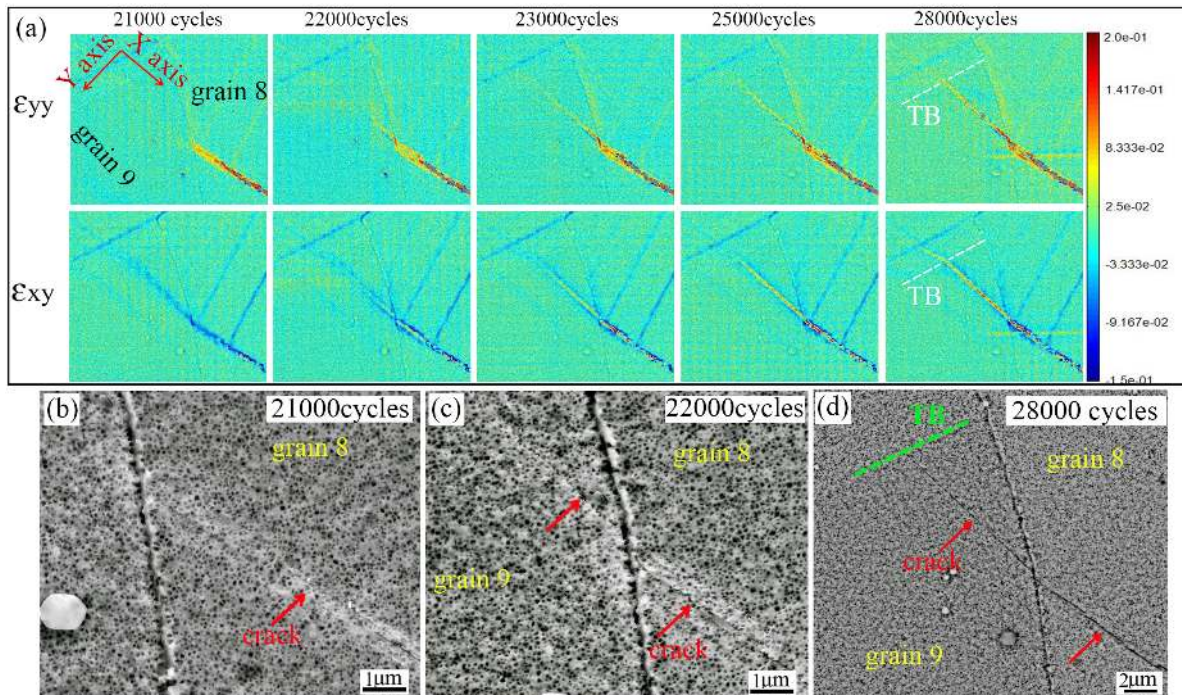 (a)
21000 cycles
22000 cycles
23000cycles
25000cycles
28000cycles
Y axis
X axis
grain 8
grain 9
εyy
TB
2.0e-01
1.417e-01
8.333e-02
2.5e-02
-3.333e-02
-9.167e-02
-1.5e-01
εxy
TB
(b)
21000cycles
grain 8
crack
1μm
(c)
22000cycles
grain 8
grain 9
crack
1μm
(d)
28000 cycles
TB
grain 8
crack
grain 9
2μm